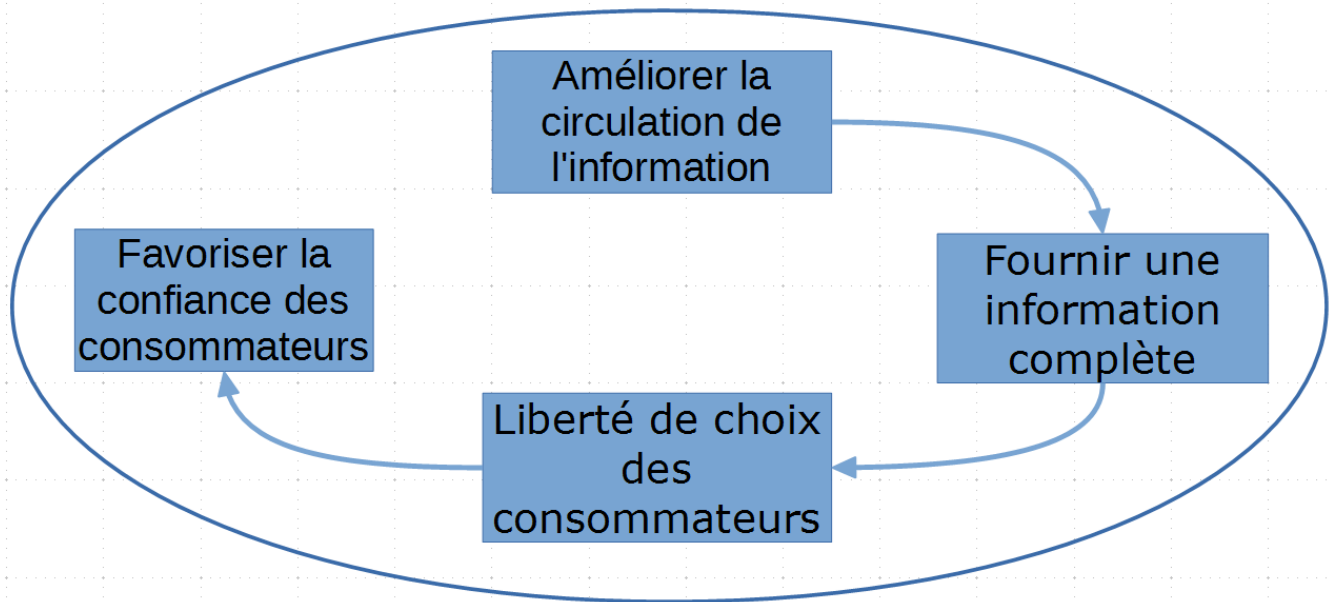 Améliorer la
circulation de
l'information
Fournir une
information
complète
Liberté de choix
des
consommateurs
Favoriser la
confiance des
consommateurs